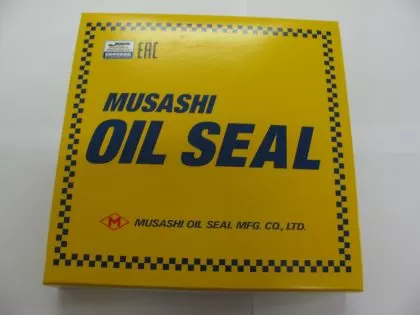 EAC
MUSASHI
OIL SEAL
M MUSASHI OIL SEAL MFG. CO., LTD.